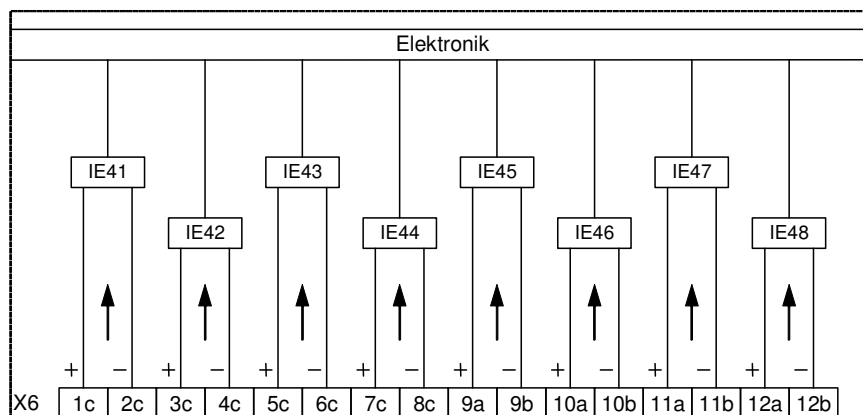 Elektronik
IE41 IE43 IE45 IE47
IE42 IE44 IE46 IE48
+ − + − + − + − + − + − + − + −
X6 1c 2c 3c 4c 5c 6c 7c 8c 9a 9b 10a 10b 11a 11b 12a 12b